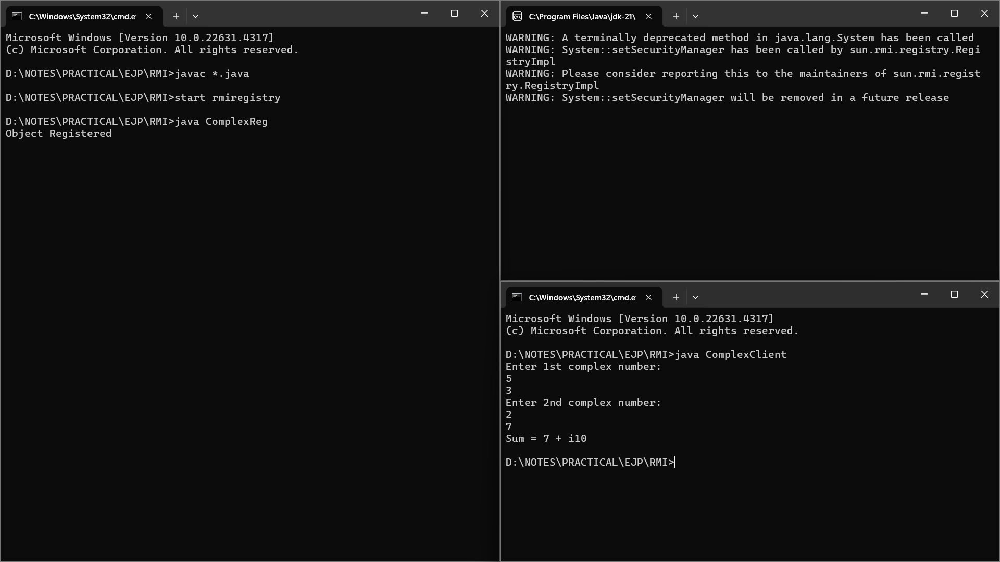 C:\Windows\System32\cmd.e
Microsoft Windows [Version 10.0.22631.4317]
(c) Microsoft Corporation. All rights reserved.
D:\NOTES\PRACTICAL\EJP\RMI>javac *.java
D:\NOTES\PRACTICAL\EJP\RMI>start rmiregistry
D:\NOTES\PRACTICAL\EJP\RMI>java ComplexReg
Object Registered
C:\Program Files\Java\jdk-21\
WARNING: A terminally deprecated method in java.lang.System has been called
WARNING: System::setSecurityManager has been called by sun.rmi.registry.Regi
stryImpl
WARNING: Please consider reporting this to the maintainers of sun.rmi.regist
ry.RegistryImpl
WARNING: System::setSecurityManager will be removed in a future release
C:\Windows\System32\cmd.e
Microsoft Windows [Version 10.0.22631.4317]
(c) Microsoft Corporation. All rights reserved.
D:\NOTES\PRACTICAL\EJP\RMI>java ComplexClient
Enter 1st complex number:
5
3
Enter 2nd complex number:
2
7
Sum = 7 + i10
D:\NOTES\PRACTICAL\EJP\RMI>